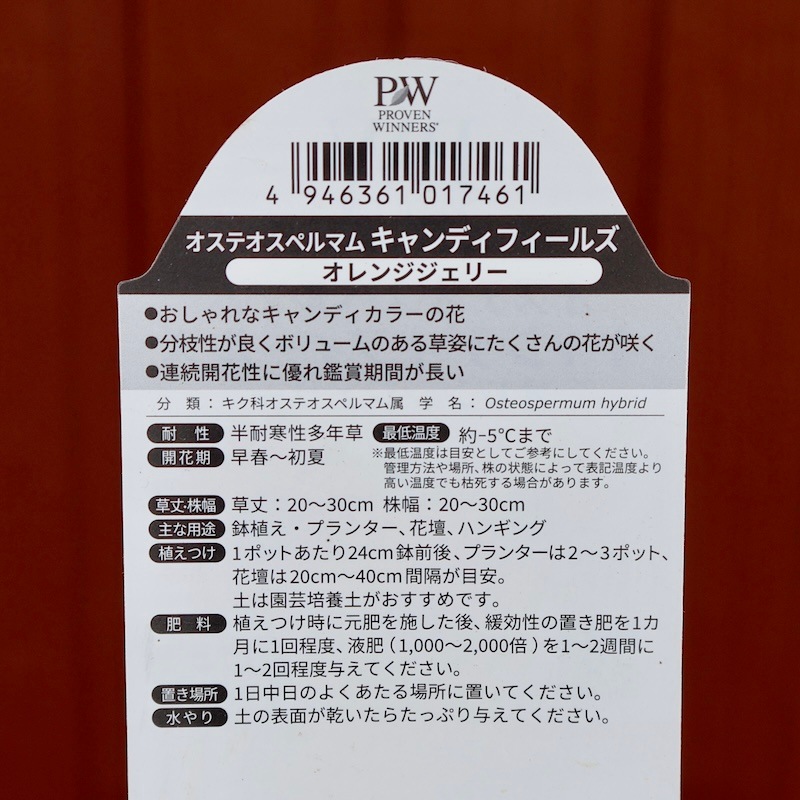 PW
PROVEN
WINNERS®
4 946361 017461
オステオスペルマム キャンディフィールズ
オレンジジェリー
●おしゃれなキャンディカラーの花
●分枝性が良くボリュームのある草姿にたくさんの花が咲く
●連続開花性に優れ鑑賞期間が長い
分 類：キク科オステオスペルマム属 学 名：Osteospermum hybrid
耐 性 半耐寒性多年草 最低温度 約-5℃まで
開花期 早春〜初夏 ※最低温度は目安としてご参考にしてください。
管理方法や場所、株の状態によって表記温度より
高い温度でも枯死する場合があります。
草丈・株幅 草丈：20〜30cm 株幅：20〜30cm
主な用途 鉢植え・プランター、花壇、ハンギング
植えつけ 1ポットあたり24cm鉢前後、プランターは2〜3ポット、
花壇は20cm〜40cm間隔が目安。
土は園芸培養土がおすすめです。
肥 料 植えつけ時に元肥を施した後、緩効性の置き肥を1カ
月に1回程度、液肥（1,000〜2,000倍）を1〜2週間に
1〜2回程度与えてください。
置き場所 1日中日のよくあたる場所に置いてください。
水やり 土の表面が乾いたらたっぷり与えてください。